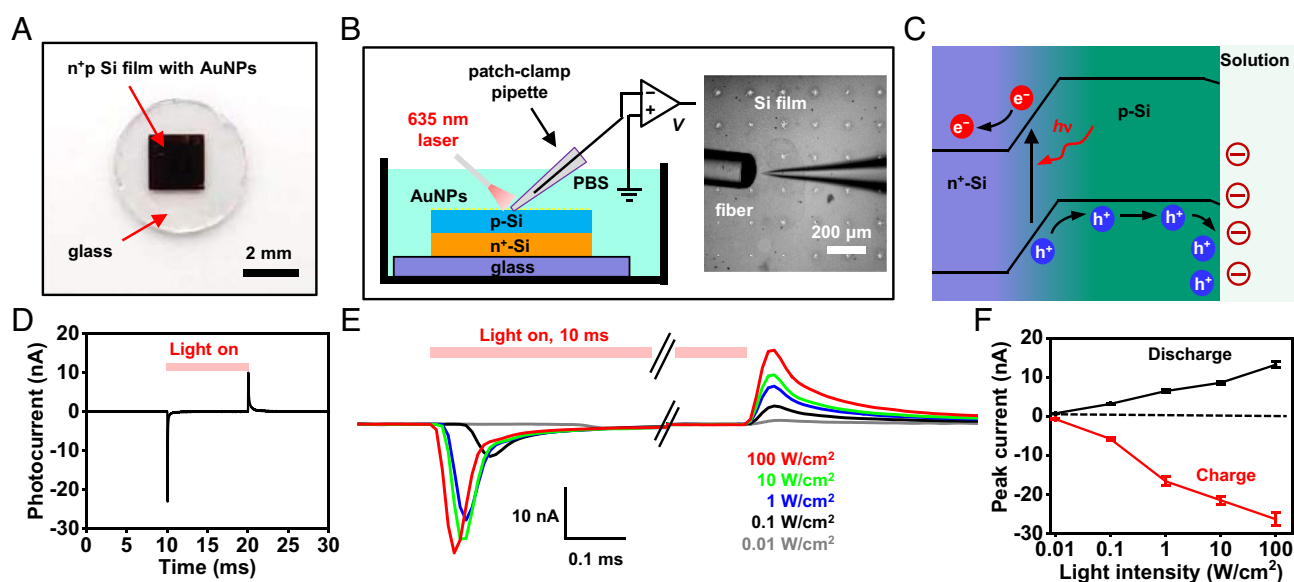 A
n⁺p Si film with AuNPs
glass
2 mm
B
patch-clamp
pipette
635 nm
laser
AuNPs
PBS
p-Si
n⁺-Si
glass
−
+
V
Si film
fiber
200 µm
C
Solution
e⁻
e⁻
hν
p-Si
n⁺-Si
h⁺
h⁺
h⁺
h⁺
h⁺
−
−
−
−
D
Photocurrent (nA)
20
10
0
-10
-20
-30
Light on
0 5 10 15 20 25 30
Time (ms)
E
Light on, 10 ms
10 nA
0.1 ms
100 W/cm²
10 W/cm²
1 W/cm²
0.1 W/cm²
0.01 W/cm²
F
Peak current (nA)
20
10
0
-10
-20
-30
Discharge
Charge
0.01 0.1 1 10 100
Light intensity (W/cm²)